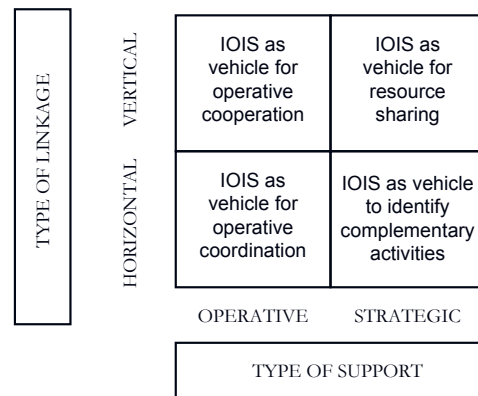 TYPE OF LINKAGE
VERTICAL
IOIS as
vehicle for
operative
cooperation
IOIS as
vehicle for
resource
sharing
HORIZONTAL
IOIS as
vehicle for
operative
coordination
IOIS as vehicle
to identify
complementary
activities
OPERATIVE
STRATEGIC
TYPE OF SUPPORT